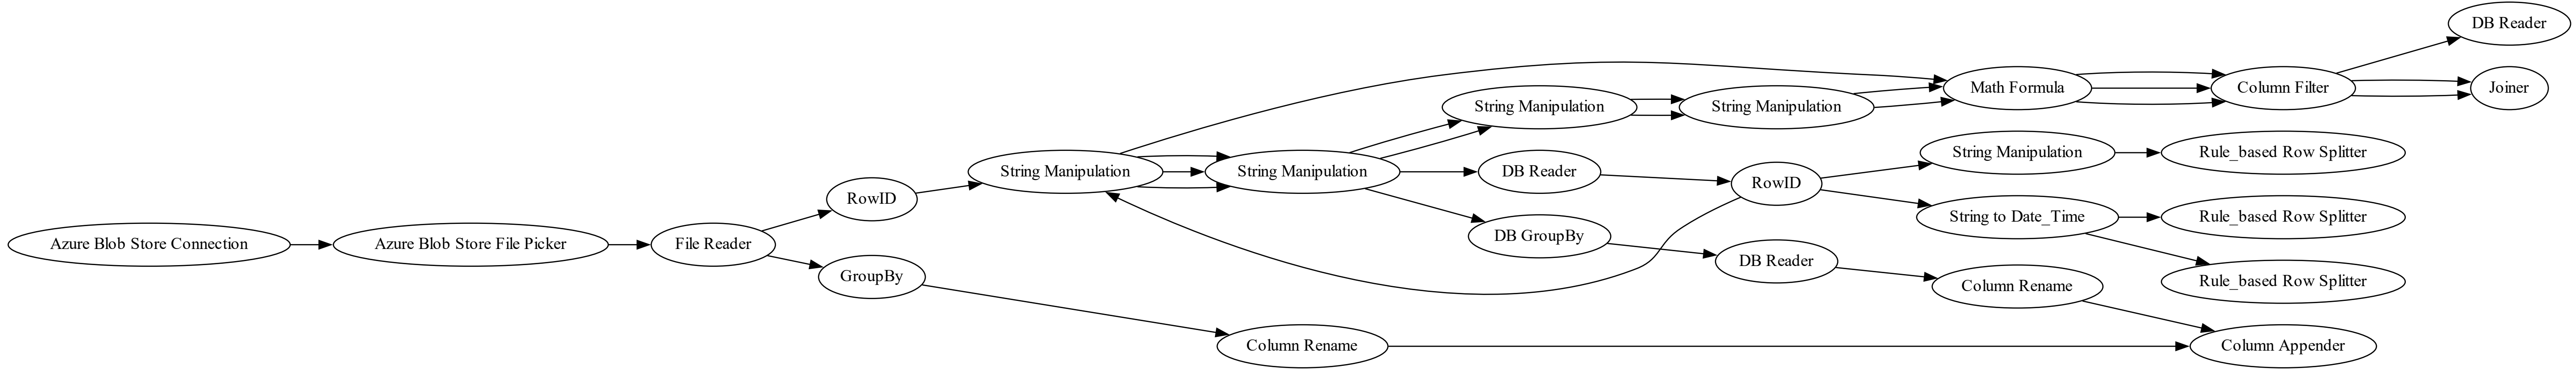 Azure Blob Store Connection
Azure Blob Store File Picker
File Reader
RowID
GroupBy
String Manipulation
String Manipulation
Column Rename
String Manipulation
DB Reader
DB GroupBy
String Manipulation
RowID
DB Reader
Math Formula
String Manipulation
String to Date_Time
Column Rename
Column Filter
Rule_based Row Splitter
Rule_based Row Splitter
Rule_based Row Splitter
Column Appender
DB Reader
Joiner